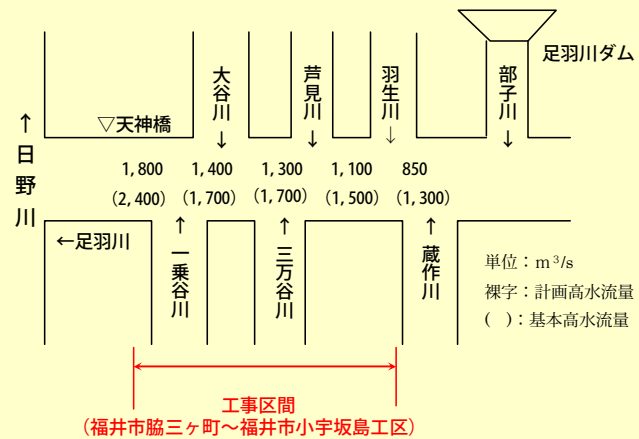 足羽川ダム
大谷川
↓
芦見川
↓
羽生川
↓
部子川
↓
↑日野川
▽天神橋
1,800 1,400 1,300 1,100 850
(2,400) (1,700) (1,700) (1,500) (1,300)
←足羽川
↑
一乗谷川
↑
三万谷川
↑
蔵作川
単位：m³/s
裸字：計画高水流量
( )：基本高水流量
工事区間
（福井市脇三ヶ町～福井市小宇坂島工区）